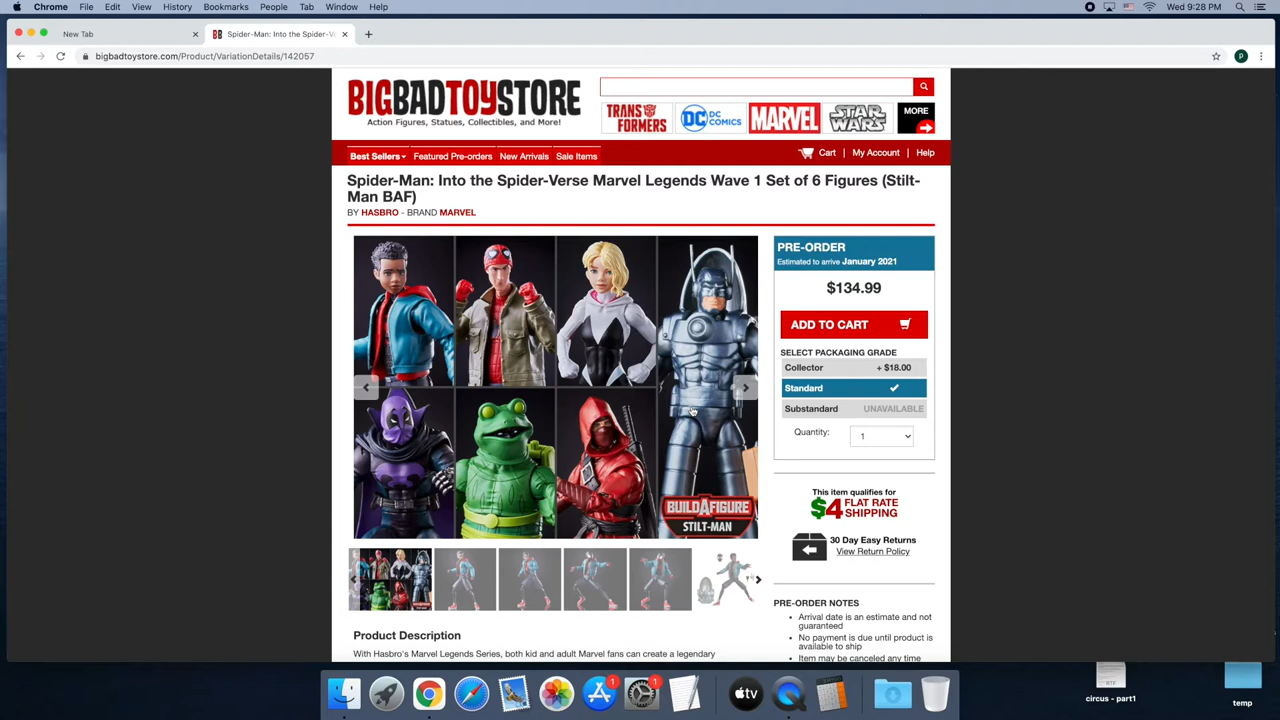 Chrome File Edit View History Bookmarks People Tab Window Help Wed 9:28 PM
New Tab Spider-Man: Into the Spider-Ve
bigbadtoystore.com/Product/VariationDetails/142057 P
BIGBADTOYSTORE
Action Figures, Statues, Collectibles, and More!
TRANSFORMERS DC COMICS MARVEL STAR WARS MORE
Best Sellers Featured Pre-orders New Arrivals Sale Items Cart | My Account | Help
Spider-Man: Into the Spider-Verse Marvel Legends Wave 1 Set of 6 Figures (Stilt-
Man BAF)
BY HASBRO - BRAND MARVEL
PRE-ORDER
Estimated to arrive January 2021
$134.99
ADD TO CART
SELECT PACKAGING GRADE
Collector + $18.00
Standard
Substandard UNAVAILABLE
Quantity: 1
BUILDAFIGURE
STILT-MAN
This item qualifies for
$4 FLAT RATE
SHIPPING
30 Day Easy Returns
View Return Policy
PRE-ORDER NOTES
• Arrival date is an estimate and not
guaranteed
• No payment is due until product is
available to ship
• Item may be canceled any time
Product Description
With Hasbro's Marvel Legends Series, both kid and adult Marvel fans can create a legendary
1 1 tv
RTF
circus - part1
temp